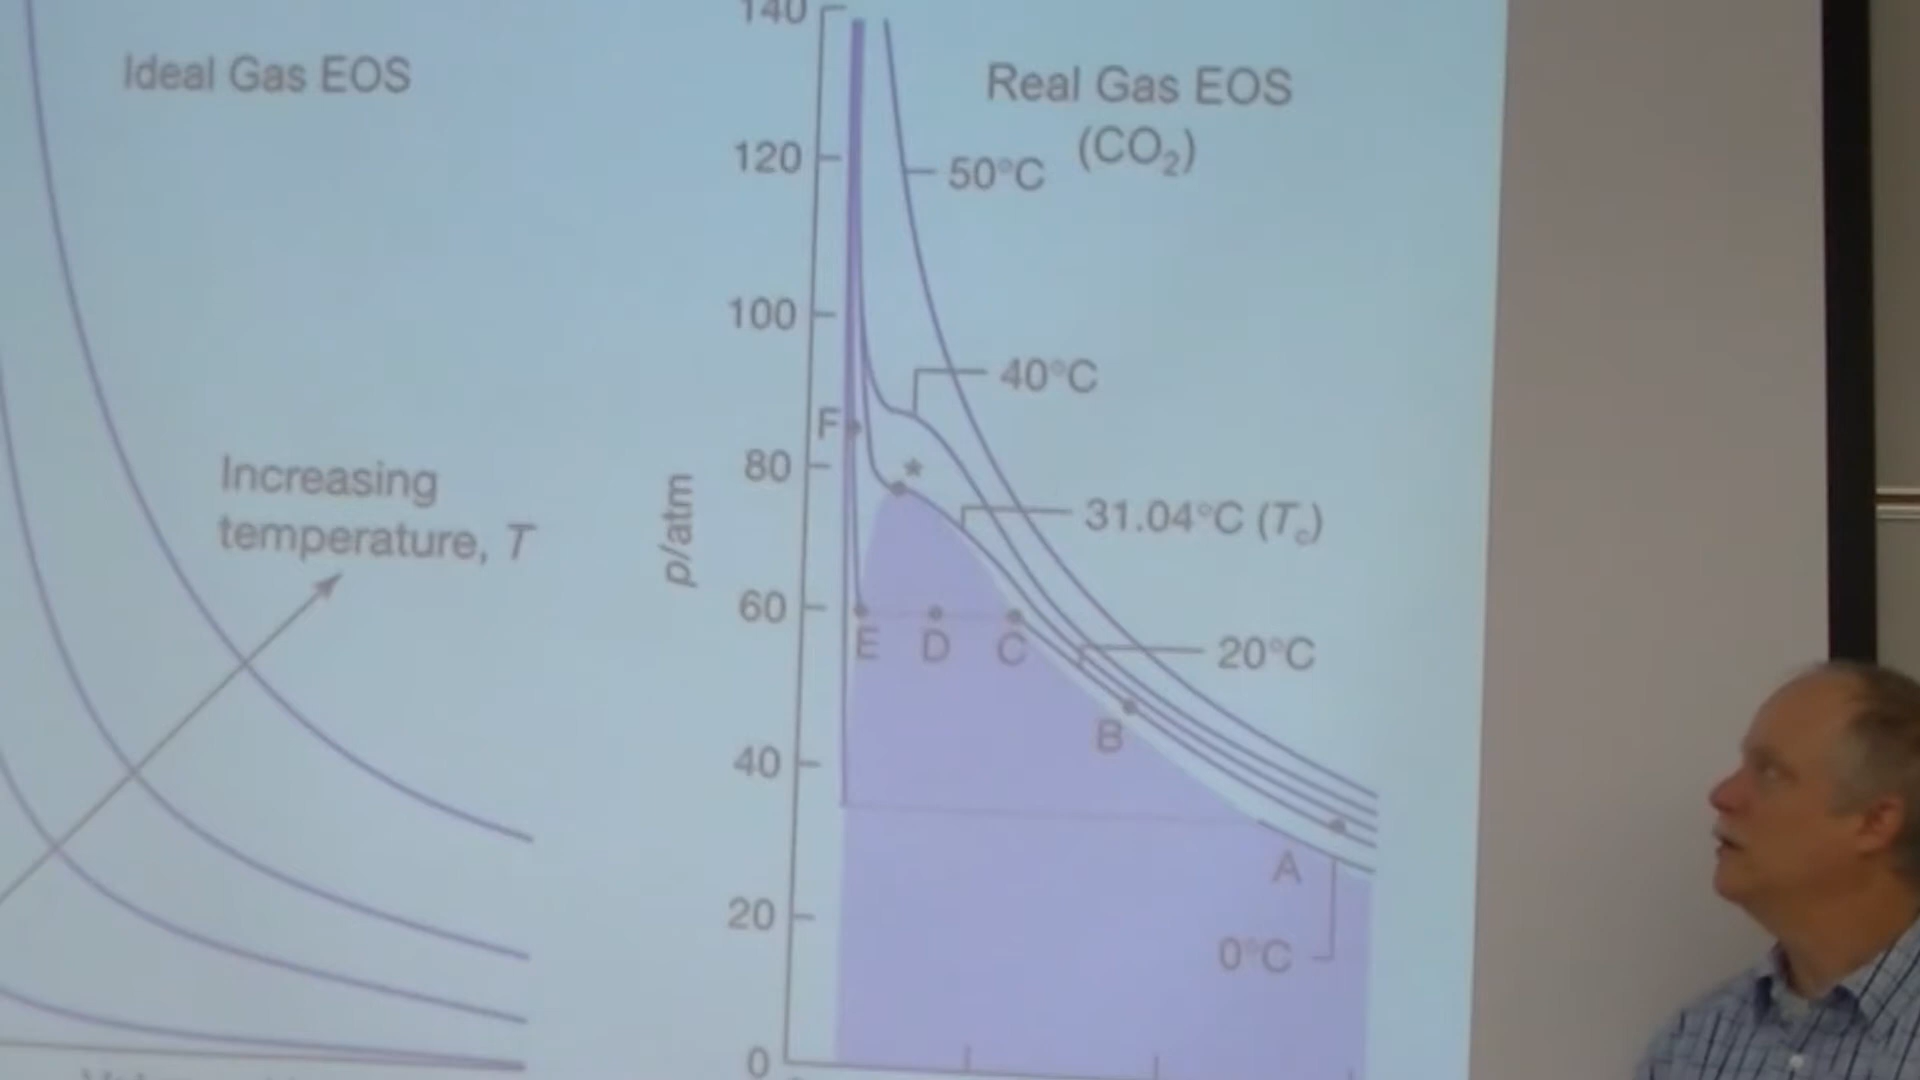 Ideal Gas EOS
Increasing
temperature, T
Real Gas EOS
(CO₂)
140
120
100
80
60
40
20
0
p/atm
50°C
40°C
31.04°C (Tc)
20°C
0°C
F
*
E
D
C
B
A